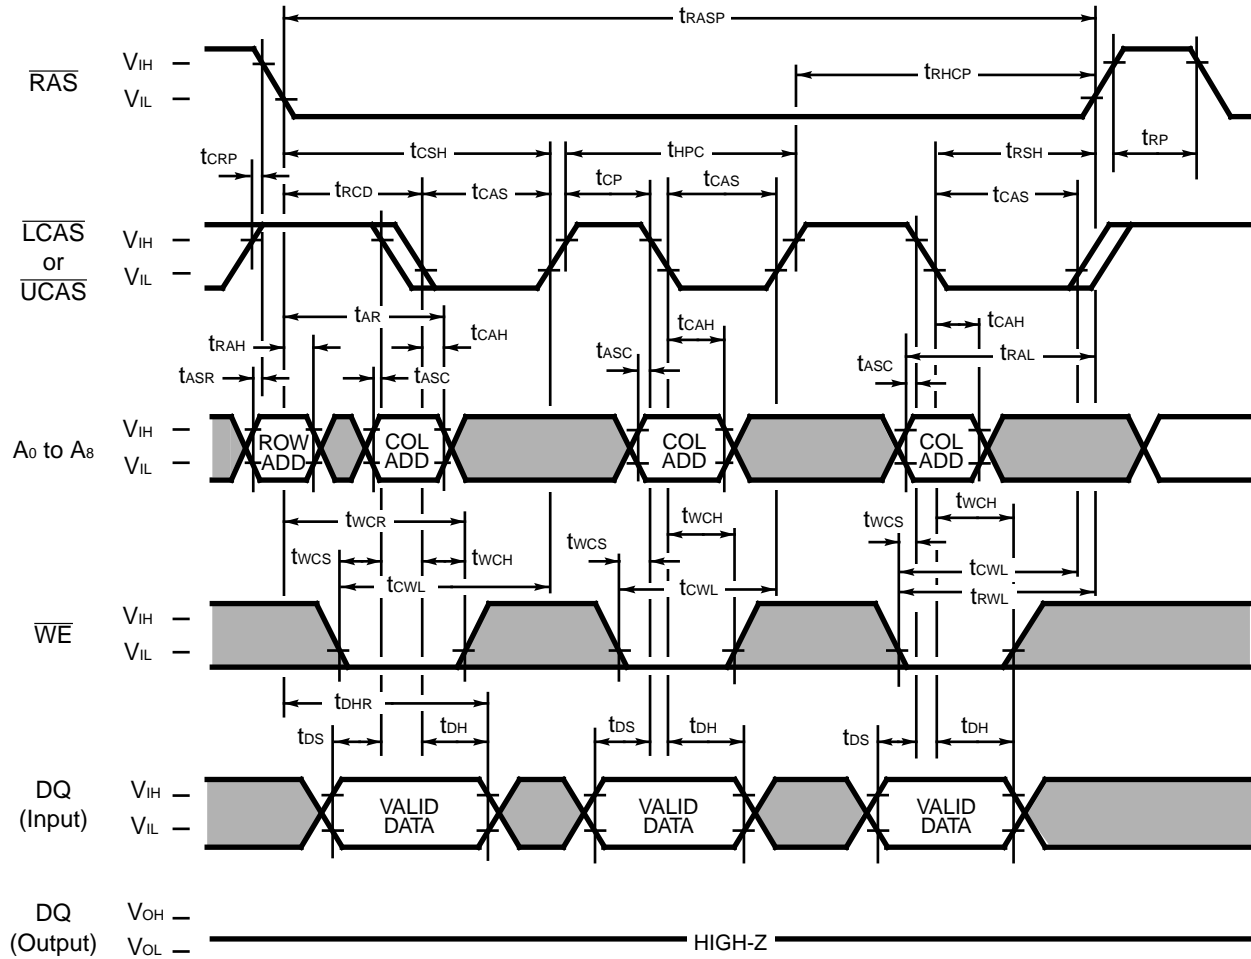 tRASP
RAS
VIH
VIL
tRHCP
tCRP
tCSH
tHPC
tRSH
tRP
tRCD
tCAS
tCP
tCAS
tCAS
LCAS
or
UCAS
VIH
VIL
tAR
tRAH
tCAH
tCAH
tCAH
tASR
tASC
tASC
tASC
tRAL
A0 to A8
VIH
VIL
ROW
ADD
COL
ADD
COL
ADD
COL
ADD
tWCR
tWCH
tWCH
tWCS
tWCH
tWCS
tWCS
tCWL
tCWL
tCWL
tRWL
WE
VIH
VIL
tDHR
tDS
tDH
tDS
tDH
tDS
tDH
DQ
(Input)
VIH
VIL
VALID
DATA
VALID
DATA
VALID
DATA
DQ
(Output)
VOH
VOL
HIGH-Z